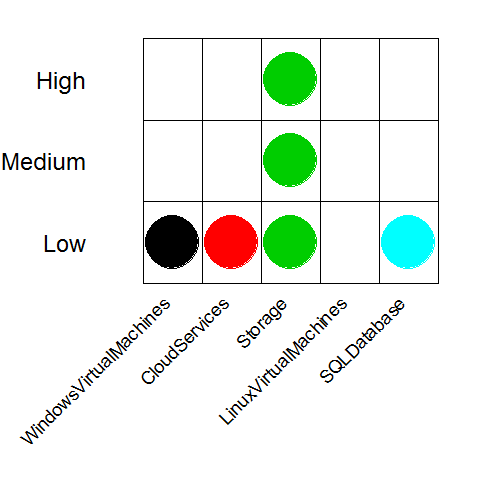 High
Medium
Low
WindowsVirtualMachines
CloudServices
Storage
LinuxVirtualMachines
SQLDatabase